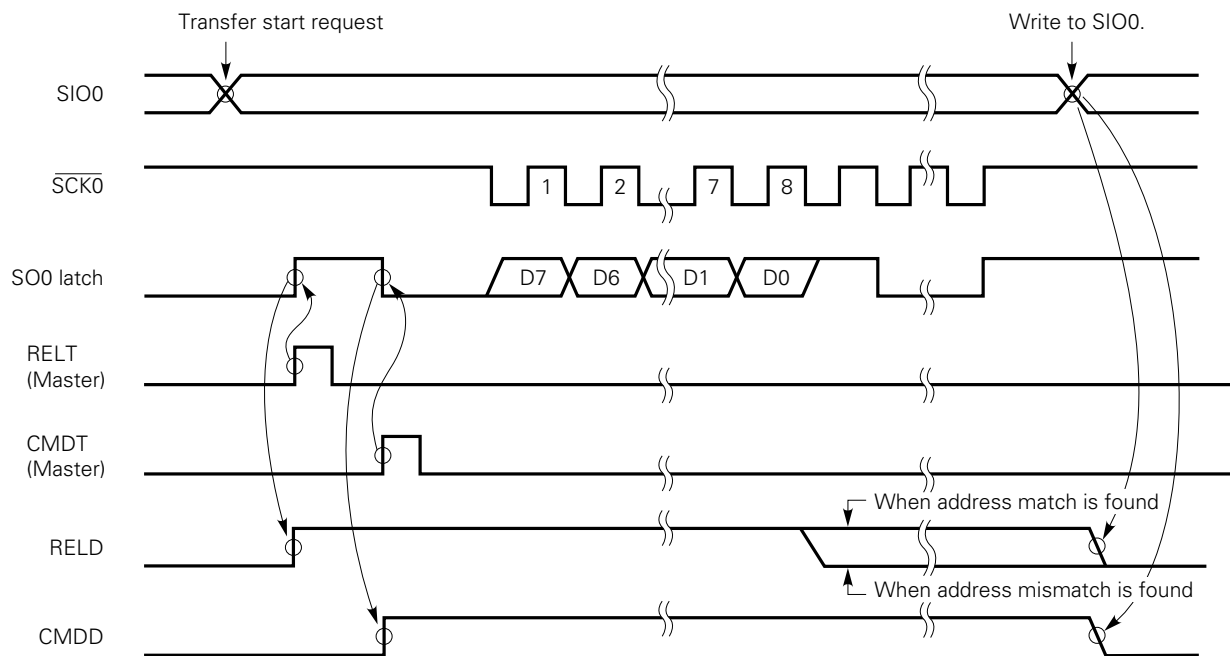 Transfer start request
Write to SIO0.
SIO0
SCK0
1 2 7 8
SO0 latch
D7 D6 D1 D0
RELT
(Master)
CMDT
(Master)
When address match is found
RELD
When address mismatch is found
CMDD